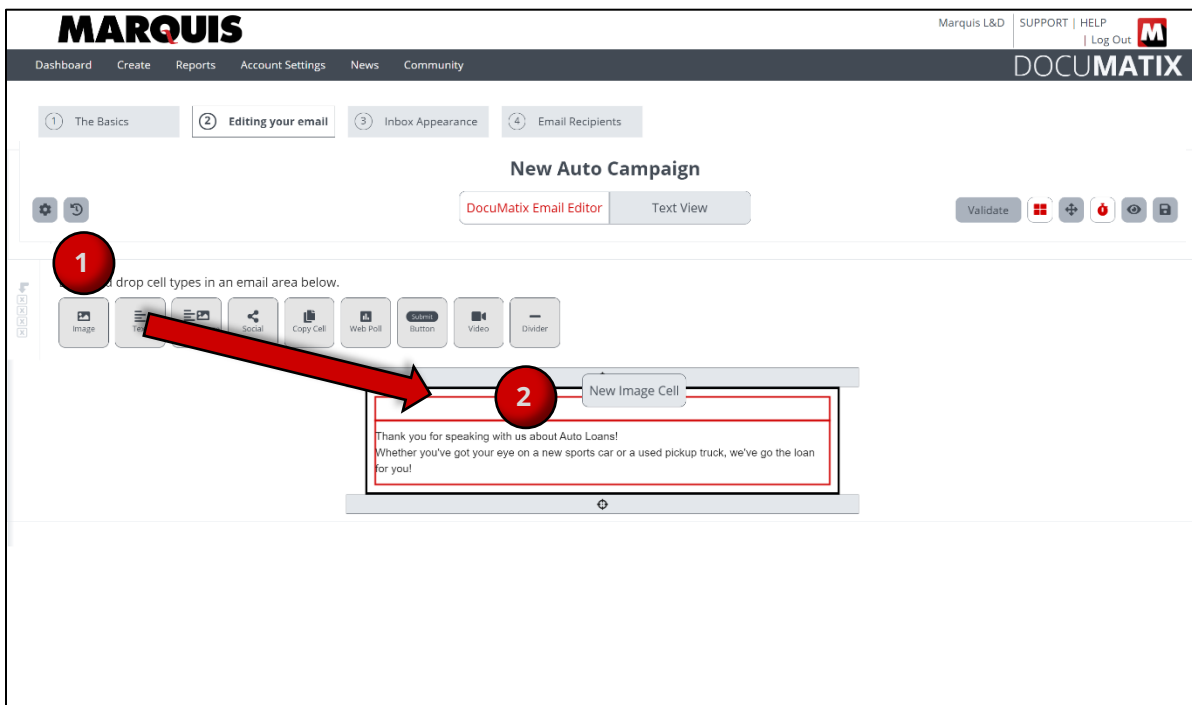 MARQUIS
Marquis L&D
SUPPORT | HELP
| Log Out
M
Dashboard Create Reports Account Settings News Community
DOCUMATIX
1 The Basics
2 Editing your email
3 Inbox Appearance
4 Email Recipients
New Auto Campaign
DocuMatix Email Editor Text View
Validate
1
drop cell types in an email area below.
Image
Social
Copy Cell
Web Poll
Submit
Button
Video
Divider
2
New Image Cell
Thank you for speaking with us about Auto Loans!
Whether you've got your eye on a new sports car or a used pickup truck, we've go the loan
for you!